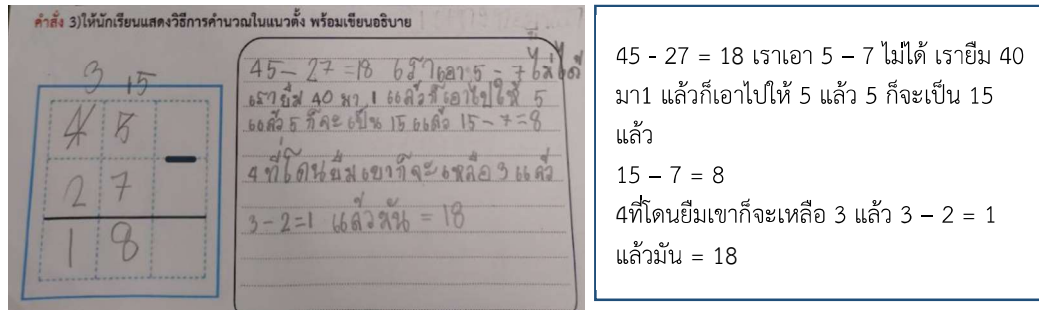 คำสั่ง 3)ให้นักเรียนแสดงวิธีการคำนวณในแนวตั้ง พร้อมเขียนอธิบาย
3 15
4 5
-
2 7
1 8
45 - 27 = 18 เราเอา 5 - 7 ไม่ได้
เรายืม 40 มา 1 แล้วก็เอาไปให้ 5
แล้ว 5 ก็จะเป็น 15 แล้ว 15 - 7 = 8
4 ที่โดนยืมเขาก็จะเหลือ 3 แล้ว
3 - 2 = 1 แล้วมัน = 18
45 - 27 = 18 เราเอา 5 – 7 ไม่ได้ เรายืม 40
มา1 แล้วก็เอาไปให้ 5 แล้ว 5 ก็จะเป็น 15
แล้ว
15 – 7 = 8
4ที่โดนยืมเขาก็จะเหลือ 3 แล้ว 3 – 2 = 1
แล้วมัน = 18